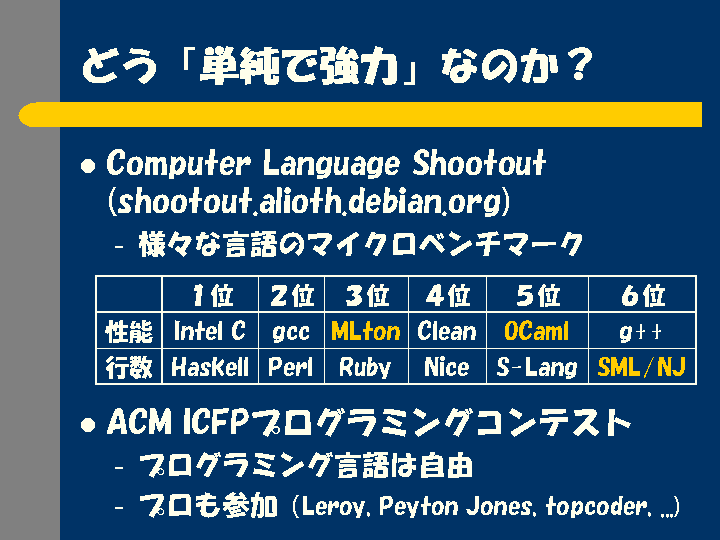 どう「単純で強力」なのか？
Computer Language Shootout
(shootout.alioth.debian.org)
- 様々な言語のマイクロベンチマーク
１位 ２位 ３位 ４位 ５位 ６位
性能 Intel C gcc MLton Clean OCaml g++
行数 Haskell Perl Ruby Nice S-Lang SML/NJ
ACM ICFPプログラミングコンテスト
- プログラミング言語は自由
- プロも参加 (Leroy, Peyton Jones, topcoder, ...)